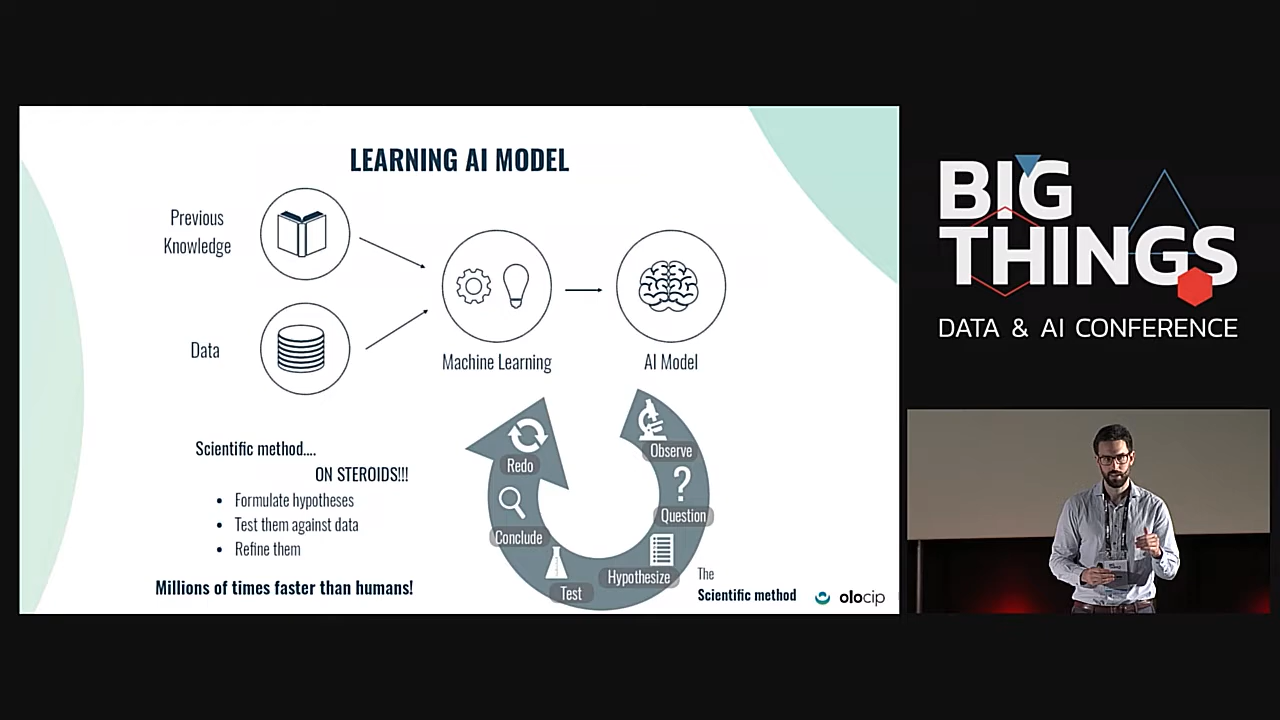 LEARNING AI MODEL
Previous
Knowledge
Data
Machine Learning
AI Model
Scientific method....
ON STEROIDS!!!
• Formulate hypotheses
• Test them against data
• Refine them
Millions of times faster than humans!
Observe
?
Question
Hypothesize
Test
Conclude
Redo
The
Scientific method
olocip
BIG
THINGS
DATA & AI CONFERENCE